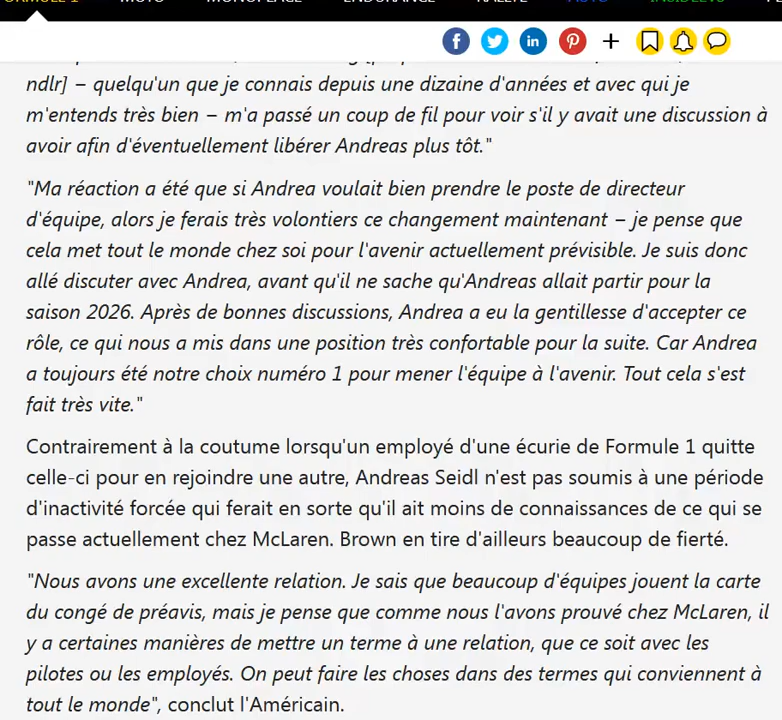 FORMULE 1 MOTO MONOPLACE ENDURANCE RALLYE AUTO
ndlr] – quelqu'un que je connais depuis une dizaine d'années et avec qui je
m'entends très bien – m'a passé un coup de fil pour voir s'il y avait une discussion à
avoir afin d'éventuellement libérer Andreas plus tôt."
"Ma réaction a été que si Andrea voulait bien prendre le poste de directeur
d'équipe, alors je ferais très volontiers ce changement maintenant – je pense que
cela met tout le monde chez soi pour l'avenir actuellement prévisible. Je suis donc
allé discuter avec Andrea, avant qu'il ne sache qu'Andreas allait partir pour la
saison 2026. Après de bonnes discussions, Andrea a eu la gentillesse d'accepter ce
rôle, ce qui nous a mis dans une position très confortable pour la suite. Car Andrea
a toujours été notre choix numéro 1 pour mener l'équipe à l'avenir. Tout cela s'est
fait très vite."
Contrairement à la coutume lorsqu'un employé d'une écurie de Formule 1 quitte
celle-ci pour en rejoindre une autre, Andreas Seidl n'est pas soumis à une période
d'inactivité forcée qui ferait en sorte qu'il ait moins de connaissances de ce qui se
passe actuellement chez McLaren. Brown en tire d'ailleurs beaucoup de fierté.
"Nous avons une excellente relation. Je sais que beaucoup d'équipes jouent la carte
du congé de préavis, mais je pense que comme nous l'avons prouvé chez McLaren, il
y a certaines manières de mettre un terme à une relation, que ce soit avec les
pilotes ou les employés. On peut faire les choses dans des termes qui conviennent à
tout le monde", conclut l'Américain.